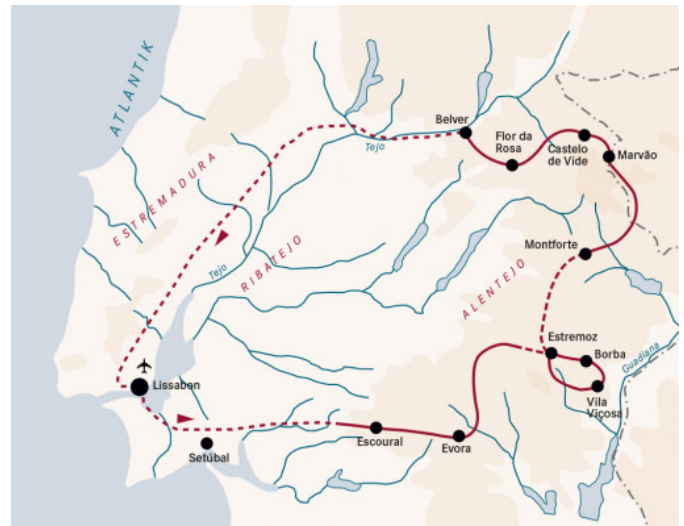 ATLANTIK
ESTREMADURA
Tejo
Belver
Flor da
Rosa
Castelo
de Vide
Marvão
Tejo
RIBATEJO
ALENTEJO
Montforte
Estremoz
Borba
Vila
Viçosa
Guadiana
Lissabon
Setúbal
Escoural
Evora